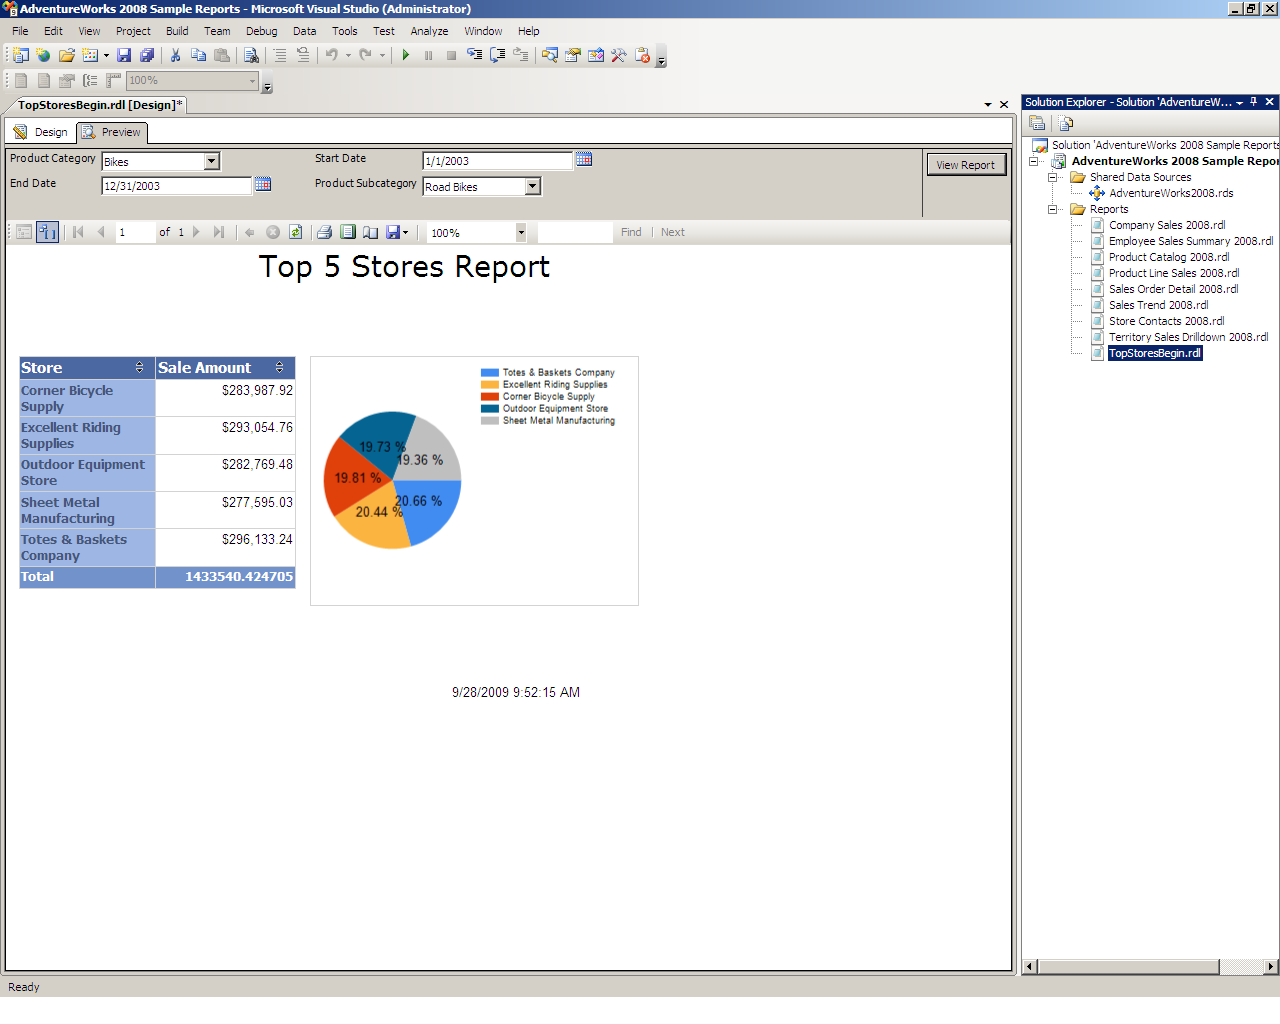 AdventureWorks 2008 Sample Reports - Microsoft Visual Studio (Administrator)
File Edit View Project Build Team Debug Data Tools Test Analyze Window Help
100%
TopStoresBegin.rdl [Design]*
Design Preview
Product Category Bikes Start Date 1/1/2003 View Report
End Date 12/31/2003 Product Subcategory Road Bikes
1 of 1 100% Find | Next
Top 5 Stores Report
Store Sale Amount
Corner Bicycle
Supply $283,987.92
Excellent Riding
Supplies $293,054.76
Outdoor Equipment
Store $282,769.48
Sheet Metal
Manufacturing $277,595.03
Totes & Baskets
Company $296,133.24
Total 1433540.424705
Totes & Baskets Company
Excellent Riding Supplies
Corner Bicycle Supply
Outdoor Equipment Store
Sheet Metal Manufacturing
19.73 %
19.36 %
19.81 %
20.66 %
20.44 %
9/28/2009 9:52:15 AM
Solution Explorer - Solution 'AdventureW...
Solution 'AdventureWorks 2008 Sample Reports
AdventureWorks 2008 Sample Repor
Shared Data Sources
AdventureWorks2008.rds
Reports
Company Sales 2008.rdl
Employee Sales Summary 2008.rdl
Product Catalog 2008.rdl
Product Line Sales 2008.rdl
Sales Order Detail 2008.rdl
Sales Trend 2008.rdl
Store Contacts 2008.rdl
Territory Sales Drilldown 2008.rdl
TopStoresBegin.rdl
Ready